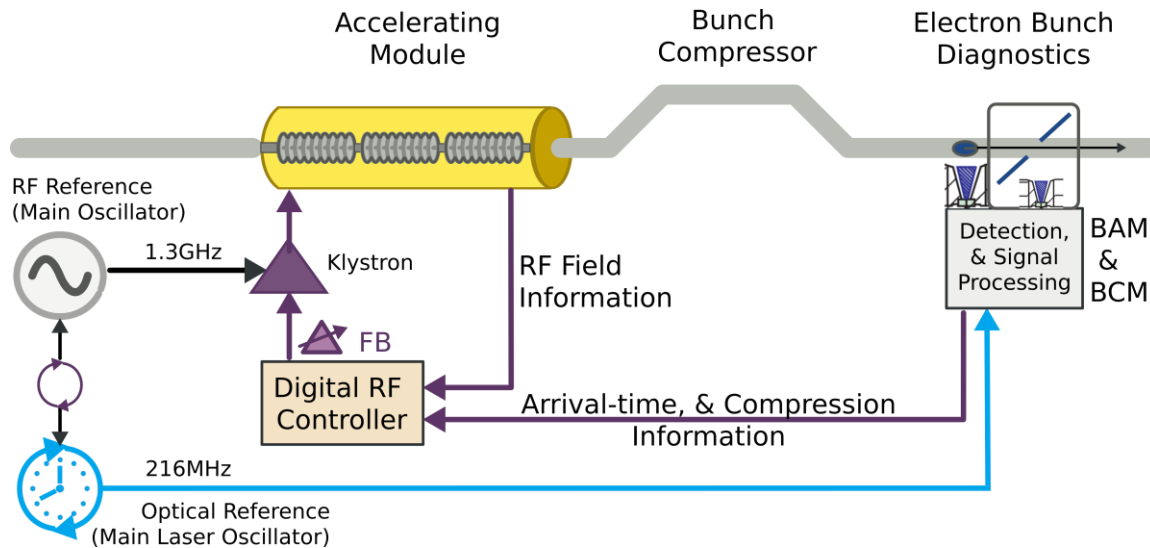 Accelerating
Module
Bunch
Compressor
Electron Bunch
Diagnostics
RF Reference
(Main Oscillator)
1.3GHz
Klystron
RF Field
Information
Detection,
& Signal
Processing
BAM
&
BCM
FB
Digital RF
Controller
Arrival-time, & Compression
Information
216MHz
Optical Reference
(Main Laser Oscillator)